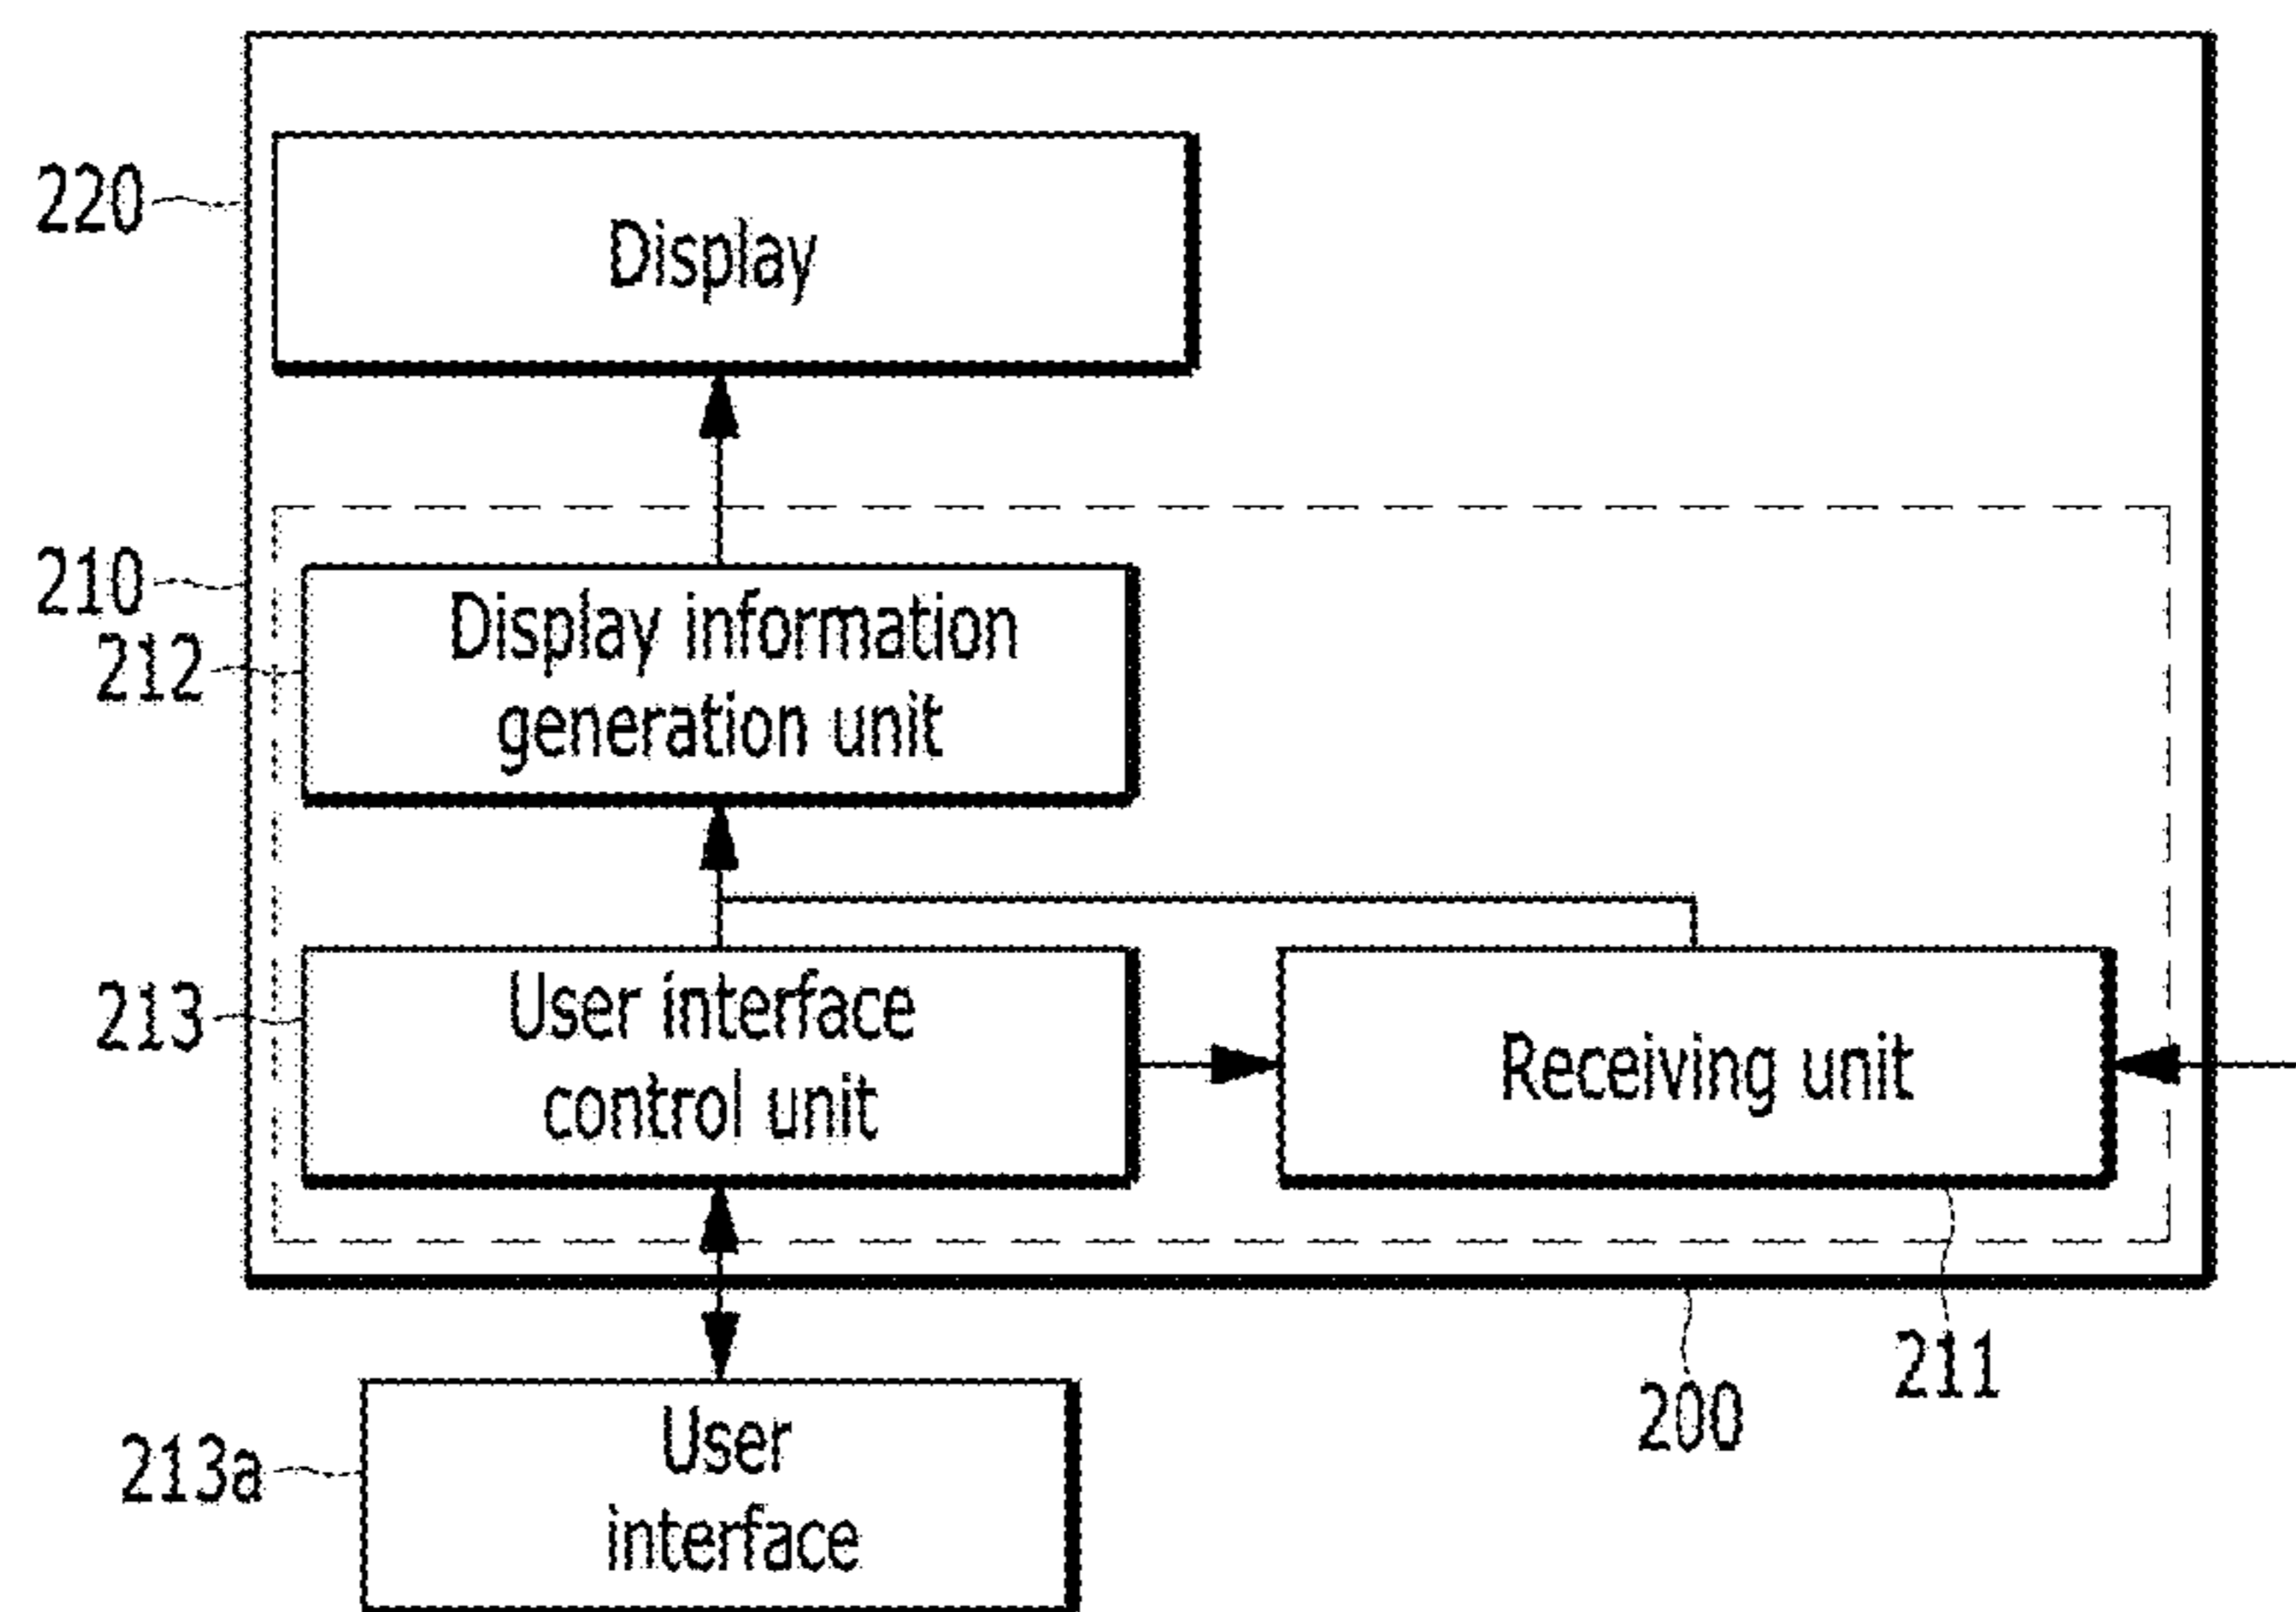 220
Display
210
212
Display information
generation unit
213
User interface
control unit
Receiving unit
211
200
213a
User
interface